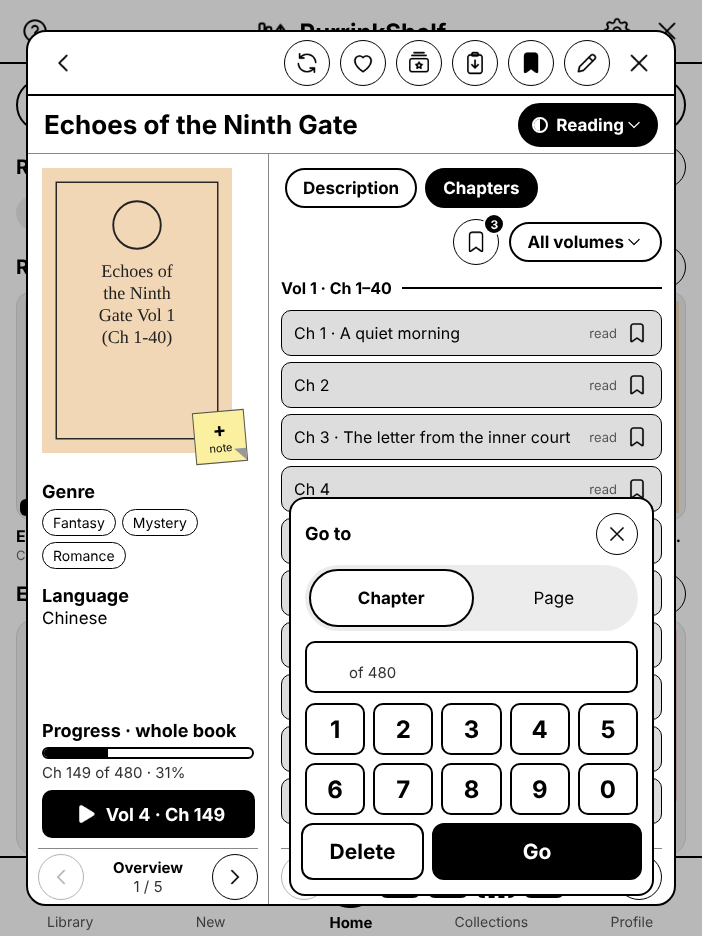 PurrinkShelf
Echoes of the Ninth Gate
Reading
Echoes of
the Ninth
Gate Vol 1
(Ch 1-40)
+
note
Genre
Fantasy
Mystery
Romance
Language
Chinese
Progress · whole book
Ch 149 of 480 · 31%
Vol 4 · Ch 149
Overview
1 / 5
Description
Chapters
3
All volumes
Vol 1 · Ch 1–40
Ch 1 · A quiet morning read
Ch 2 read
Ch 3 · The letter from the inner court read
Ch 4 read
Go to
Chapter
Page
of 480
1 2 3 4 5
6 7 8 9 0
Delete
Go
Library
New
Home
Collections
Profile